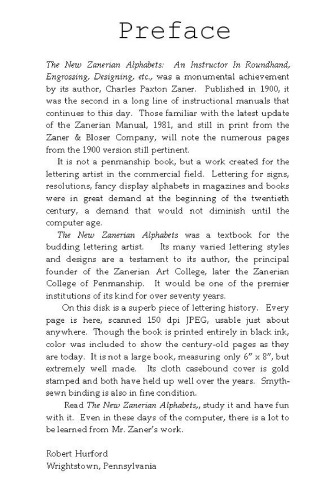 Preface
The New Zanerian Alphabets: An Instructor In Roundhand,
Engrossing, Designing, etc., was a monumental achievement
by its author, Charles Paxton Zaner. Published in 1900, it
was the second in a long line of instructional manuals that
continues to this day. Those familiar with the latest update
of the Zanerian Manual, 1981, and still in print from the
Zaner & Bloser Company, will note the numerous pages
from the 1900 version still pertinent.
It is not a penmanship book, but a work created for the
lettering artist in the commercial field. Lettering for signs,
resolutions, fancy display alphabets in magazines and books
were in great demand at the beginning of the twentieth
century, a demand that would not diminish until the
computer age.
The New Zanerian Alphabets was a textbook for the
budding lettering artist. Its many varied lettering styles
and designs are a testament to its author, the principal
founder of the Zanerian Art College, later the Zanerian
College of Penmanship. It would be one of the premier
institutions of its kind for over seventy years.
On this disk is a superb piece of lettering history. Every
page is here, scanned 150 dpi JPEG, usable just about
anywhere. Though the book is printed entirely in black ink,
color was included to show the century-old pages as they
are today. It is not a large book, measuring only 6” x 8”, but
extremely well made. Its cloth casebound cover is gold
stamped and both have held up well over the years. Smyth-
sewn binding is also in fine condition.
Read The New Zanerian Alphabets,, study it and have fun
with it. Even in these days of the computer, there is a lot to
be learned from Mr. Zaner's work.
Robert Hurford
Wrightstown, Pennsylvania